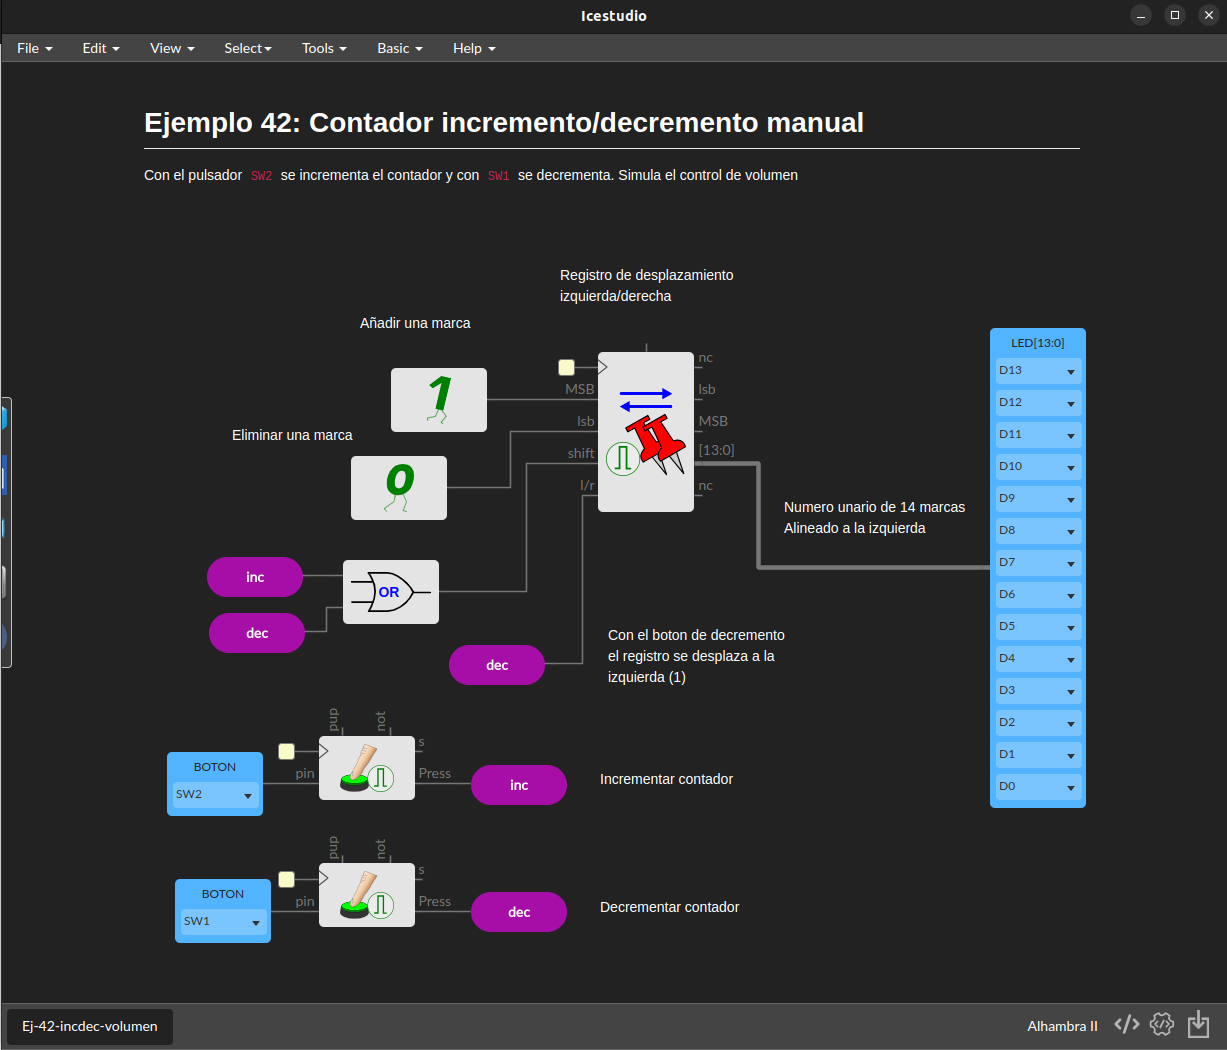 Icestudio
File
Edit
View
Select
Tools
Basic
Help
Ejemplo 42: Contador incremento/decremento manual
Con el pulsador SW2 se incrementa el contador y con SW1 se decrementa. Simula el control de volumen
Registro de desplazamiento
izquierda/derecha
Añadir una marca
1
Eliminar una marca
0
MSB
lsb
shift
l/r
nc
lsb
MSB
[13:0]
nc
Numero unario de 14 marcas
Alineado a la izquierda
LED[13:0]
D13
D12
D11
D10
D9
D8
D7
D6
D5
D4
D3
D2
D1
D0
inc
dec
OR
dec
Con el boton de decremento
el registro se desplaza a la
izquierda (1)
BOTON
SW2
pup
not
pin
s
Press
inc
Incrementar contador
BOTON
SW1
pup
not
pin
s
Press
dec
Decrementar contador
Ej-42-incdec-volumen
Alhambra II